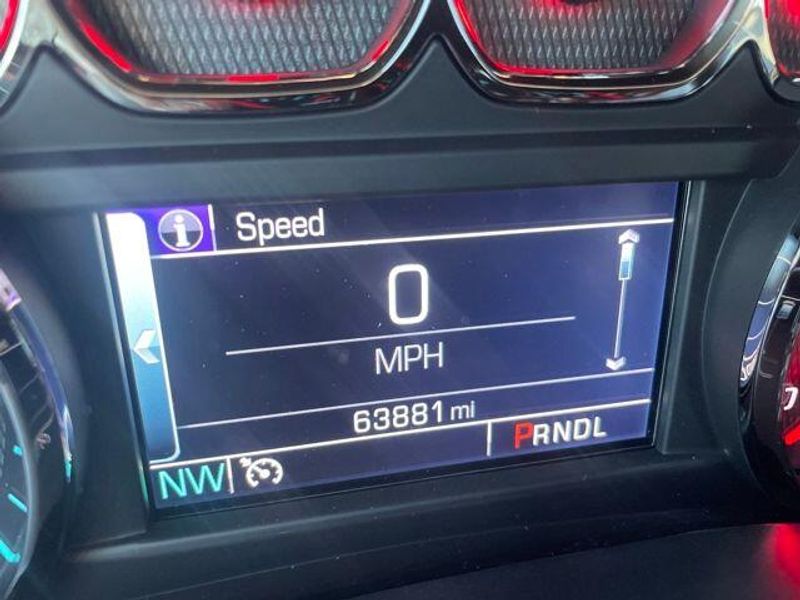 i Speed
0
MPH
63881 mi
PRNDL
NW